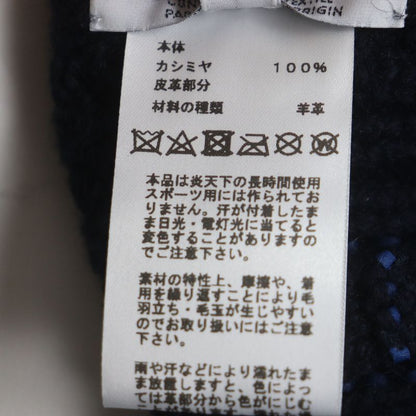 本体
カシミヤ 100%
皮革部分
材料の種類 羊革
本品は炎天下の長時間使用
スポーツ用には作られてお
りません。汗が付着したま
ま日光・電灯光に当てると
変色することがありますの
でご注意下さい。
素材の特性上、摩擦や、着
用を繰り返すことにより毛
羽立ち・毛玉が生じやすい
のでお取り扱いにはご注意
下さい。
雨や汗などにより濡れたま
ま放置しますと、色によっ
ては革部分から色がにじむ